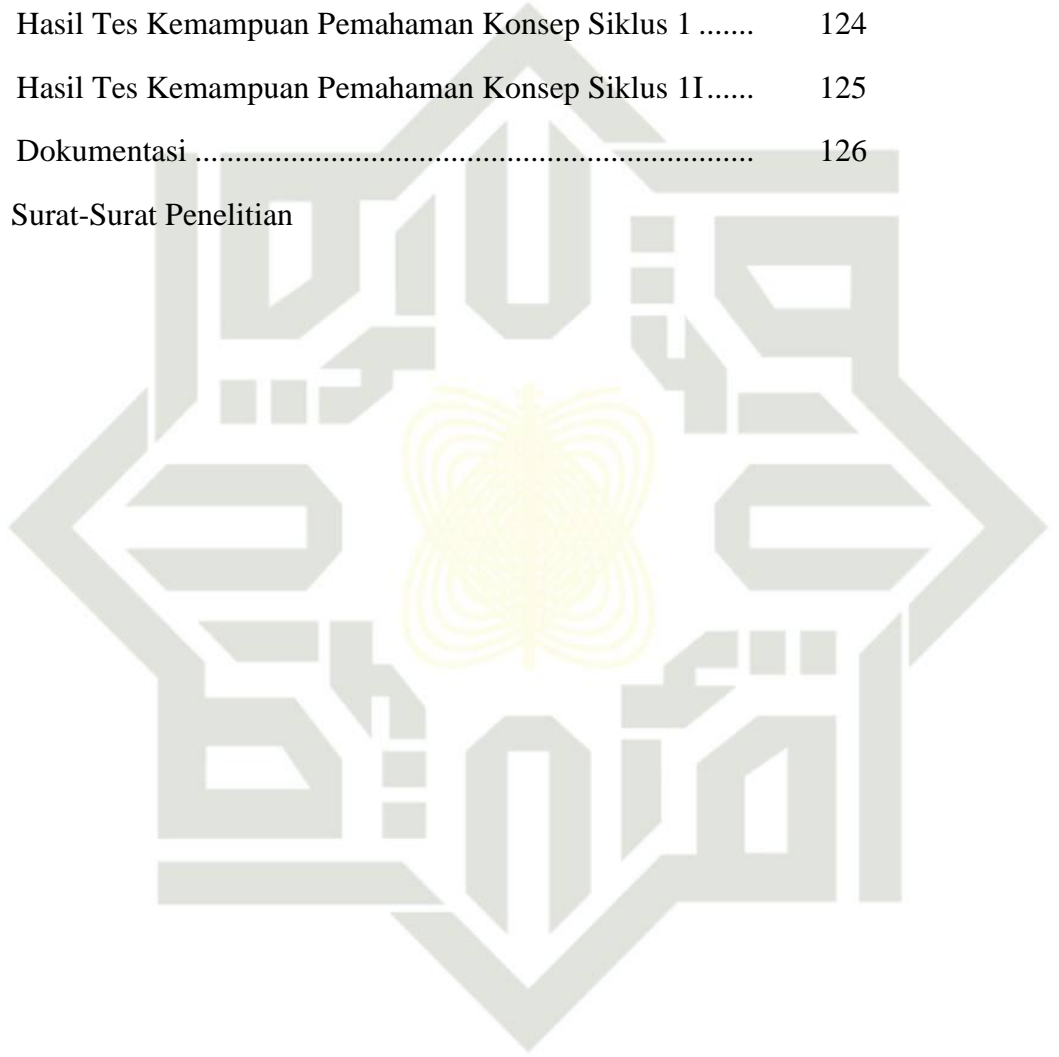 Hasil Tes Kemampuan Pemahaman Konsep Siklus 1 ....... 124
Hasil Tes Kemampuan Pemahaman Konsep Siklus 1I...... 125
Dokumentasi ...................................................................... 126
Surat-Surat Penelitian